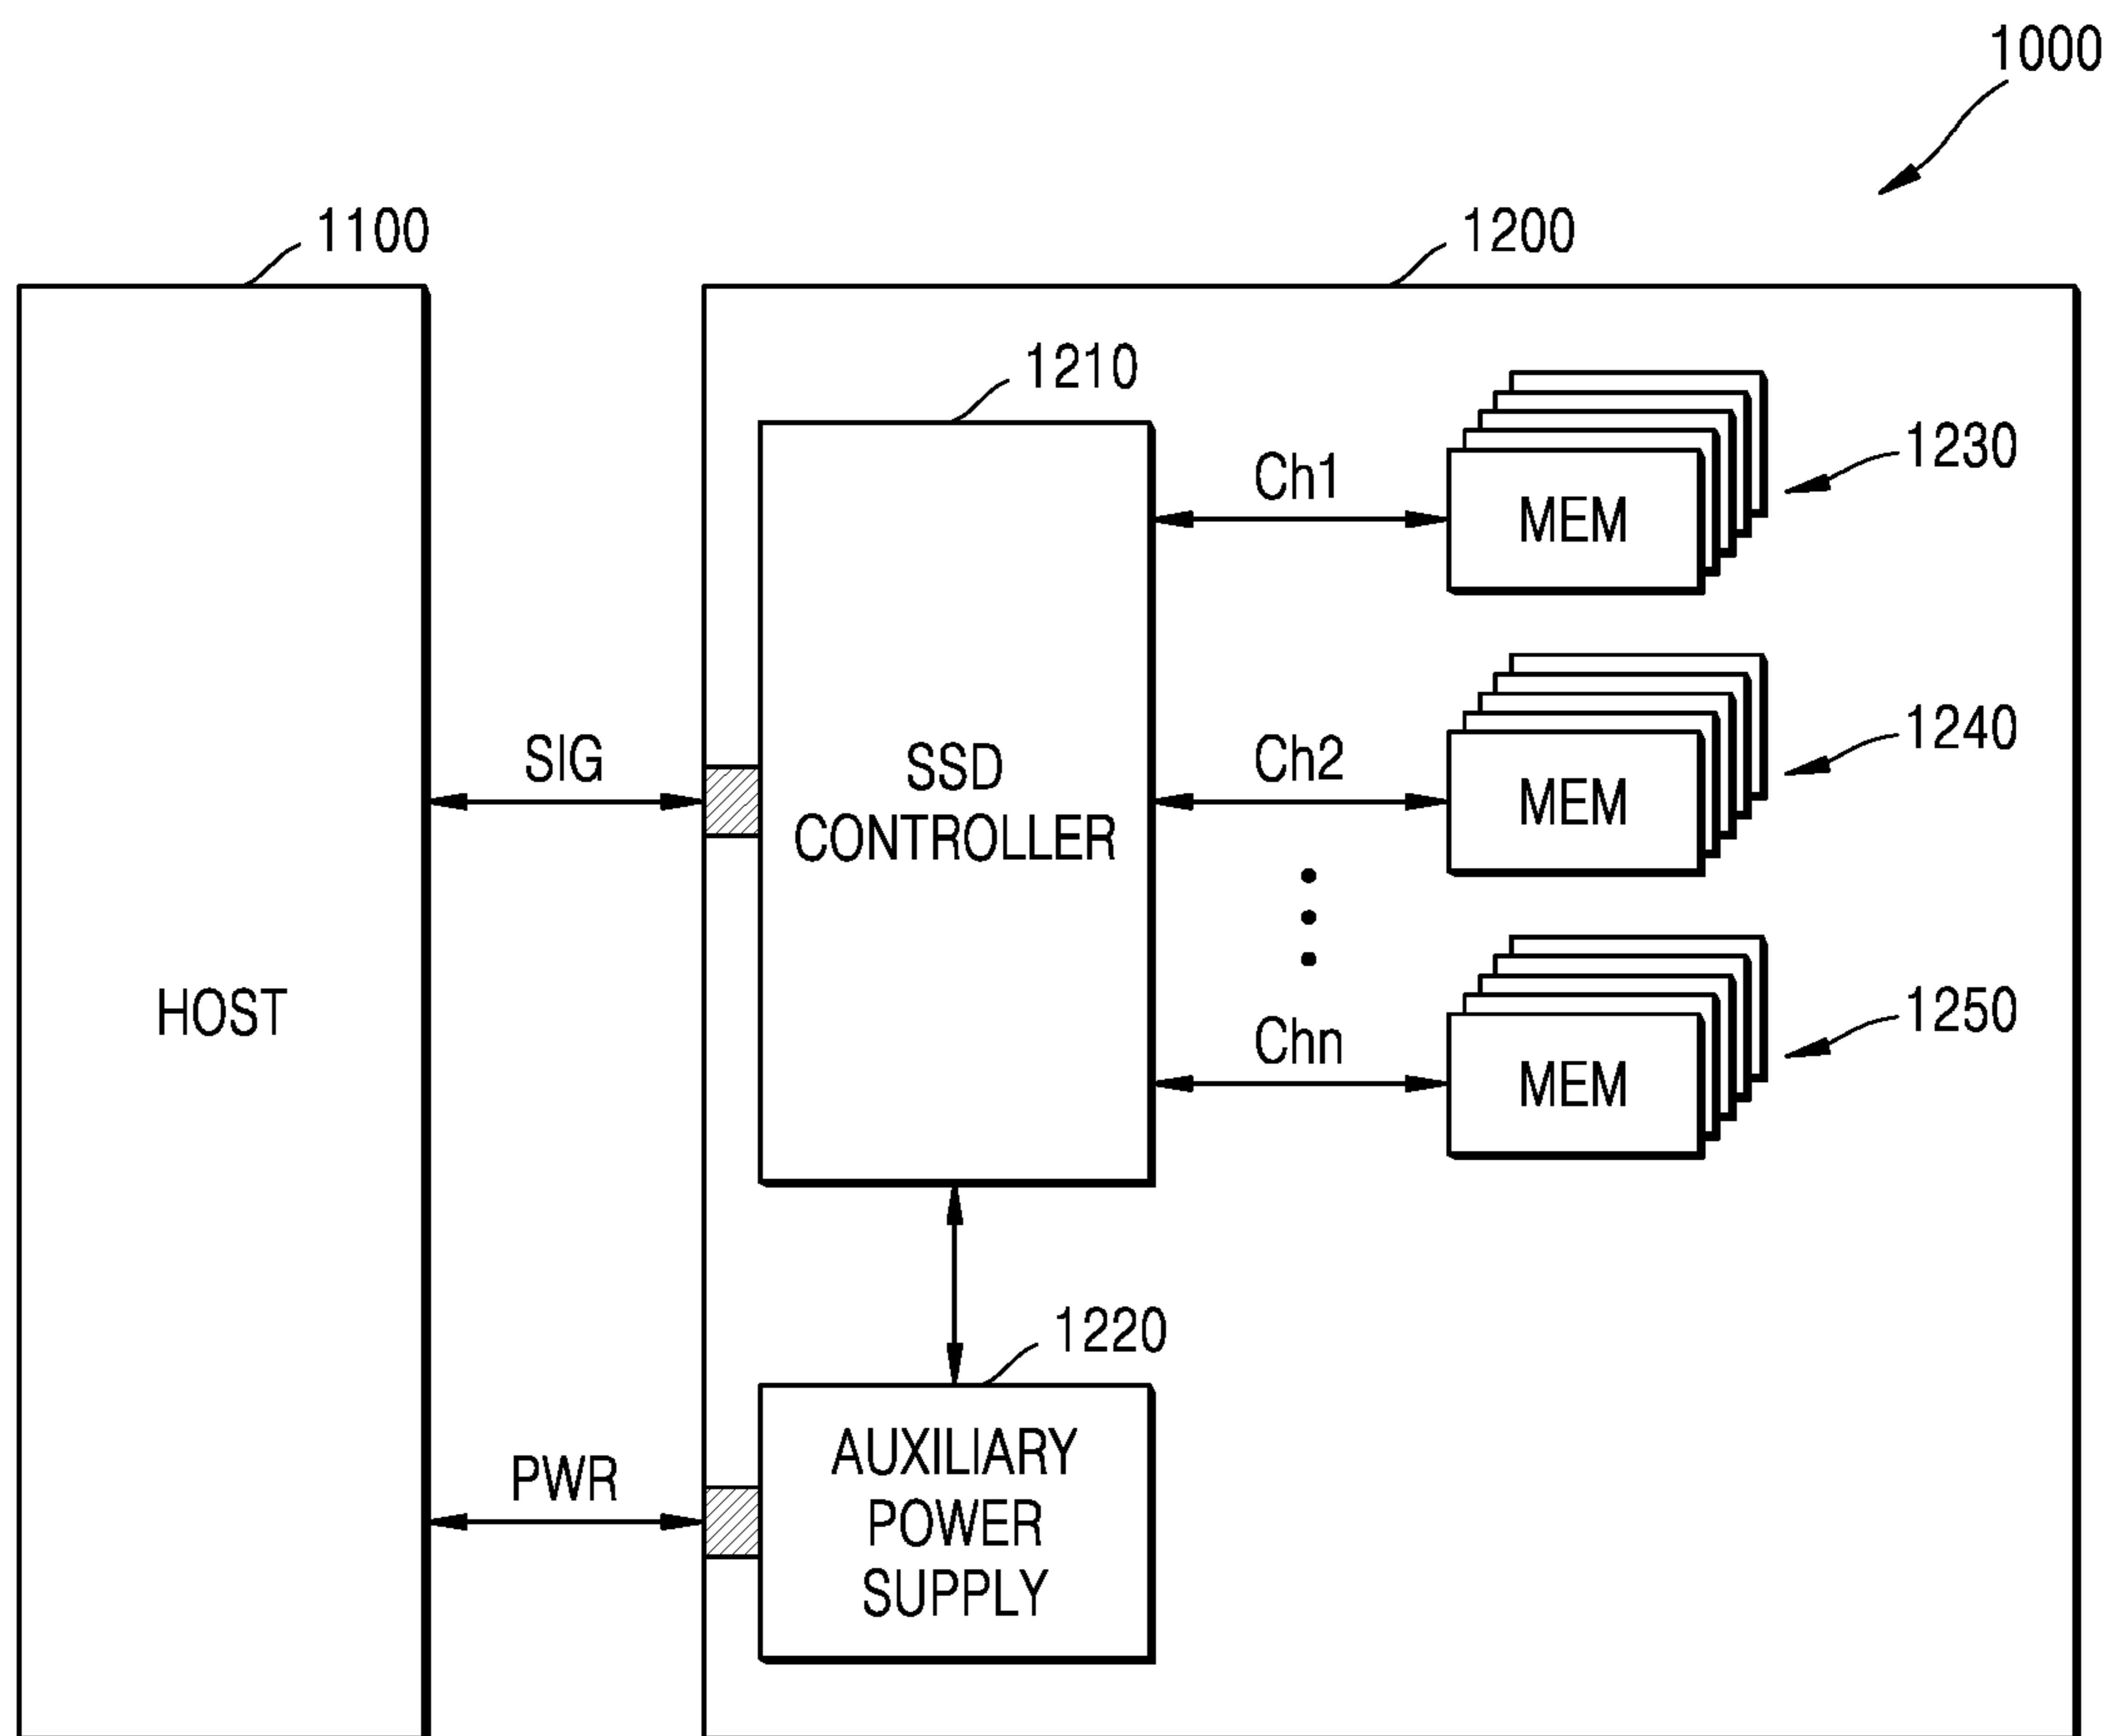 1000
1100
1200
1210
Ch1
MEM
1230
SIG
SSD
CONTROLLER
Ch2
MEM
1240
HOST
Chn
MEM
1250
1220
PWR
AUXILIARY
POWER
SUPPLY